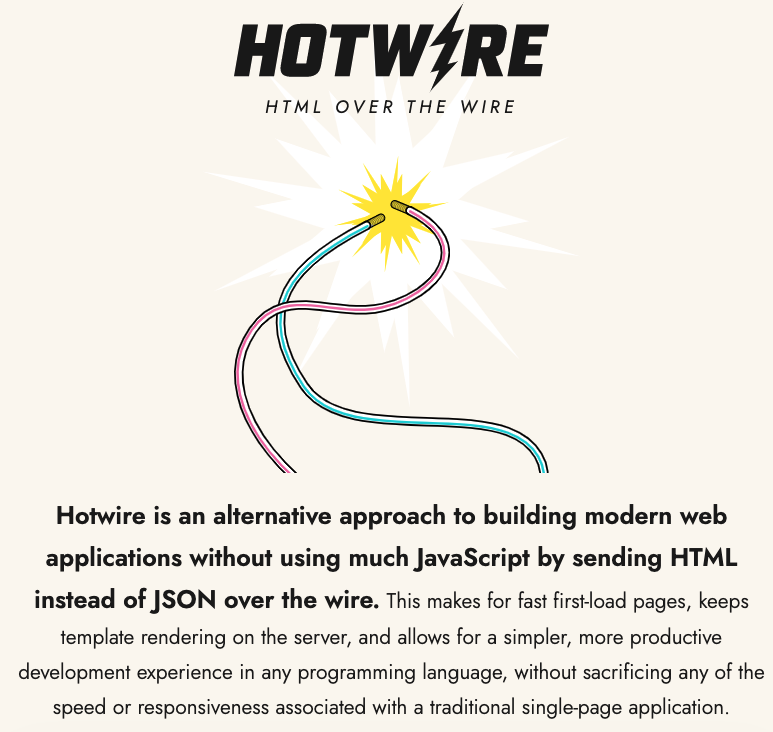 HOTWIRE
HTML OVER THE WIRE
Hotwire is an alternative approach to building modern web
applications without using much JavaScript by sending HTML
instead of JSON over the wire. This makes for fast first-load pages, keeps
template rendering on the server, and allows for a simpler, more productive
development experience in any programming language, without sacrificing any of the
speed or responsiveness associated with a traditional single-page application.